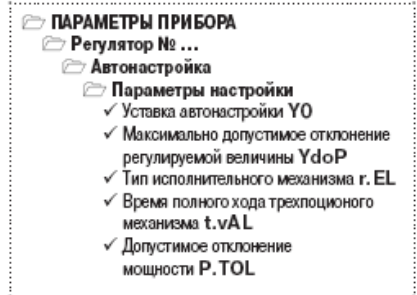 ПАРАМЕТРЫ ПРИБОРА
Регулятор № ...
Автонастройка
Параметры настройки
✓ Уставка автонастройки Y0
✓ Максимально допустимое отклонение
регулируемой величины YdoP
✓ Тип исполнительного механизма r. EL
✓ Время полного хода трехпоционого
механизма t.vAL
✓ Допустимое отклонение
мощности P.TOL